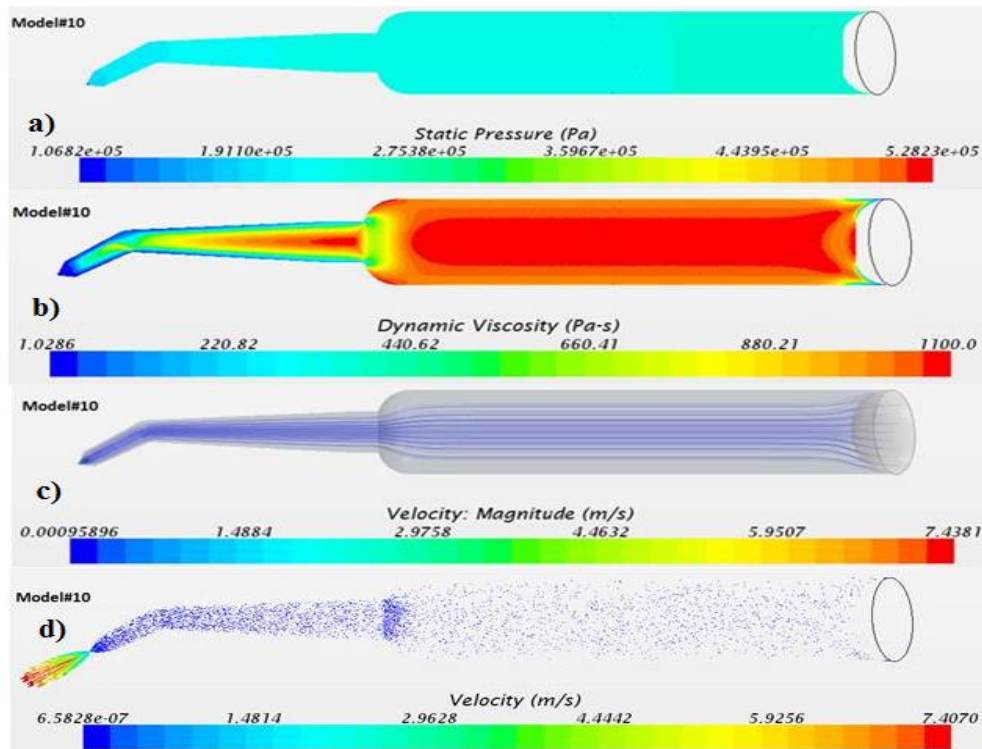 Model#10
a)
Static Pressure (Pa)
1.0682e+05 1.9110e+05 2.7538e+05 3.5967e+05 4.4395e+05 5.2823e+05
Model#10
b)
Dynamic Viscosity (Pa-s)
1.0286 220.82 440.62 660.41 880.21 1100.0
Model#10
c)
Velocity: Magnitude (m/s)
0.00095896 1.4884 2.9758 4.4632 5.9507 7.4381
Model#10
d)
Velocity (m/s)
6.5828e-07 1.4814 2.9628 4.4442 5.9256 7.4070